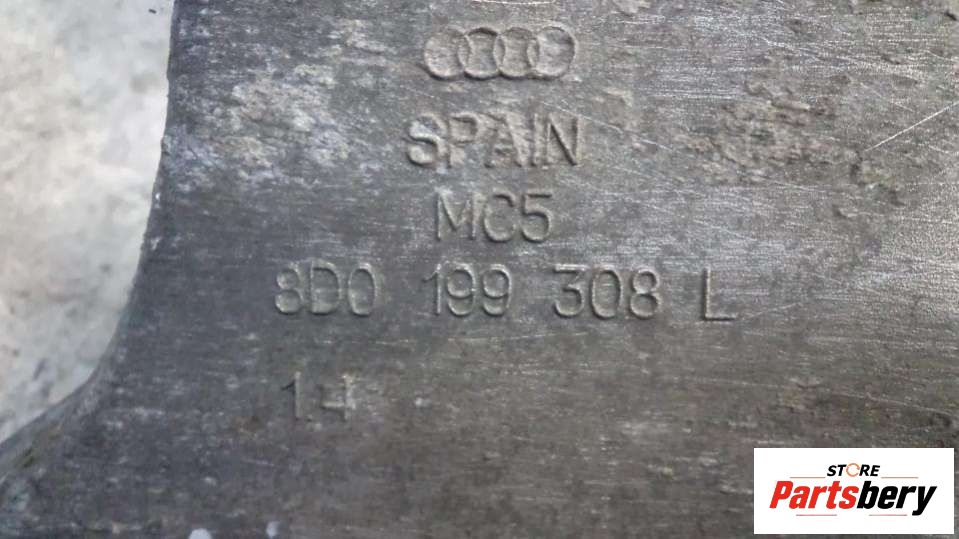 SPAIN
MC5
8D0 199 308 L
14
STORE
Partsbery